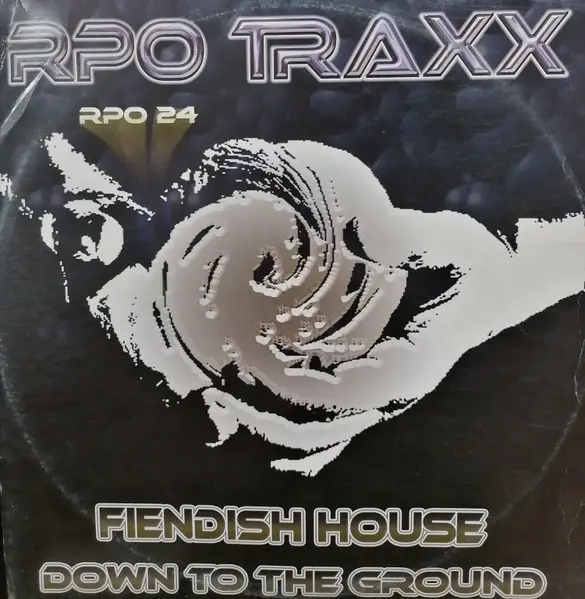 RPO TRAXX
RPO 24
FIENDISH HOUSE
DOWN TO THE GROUND